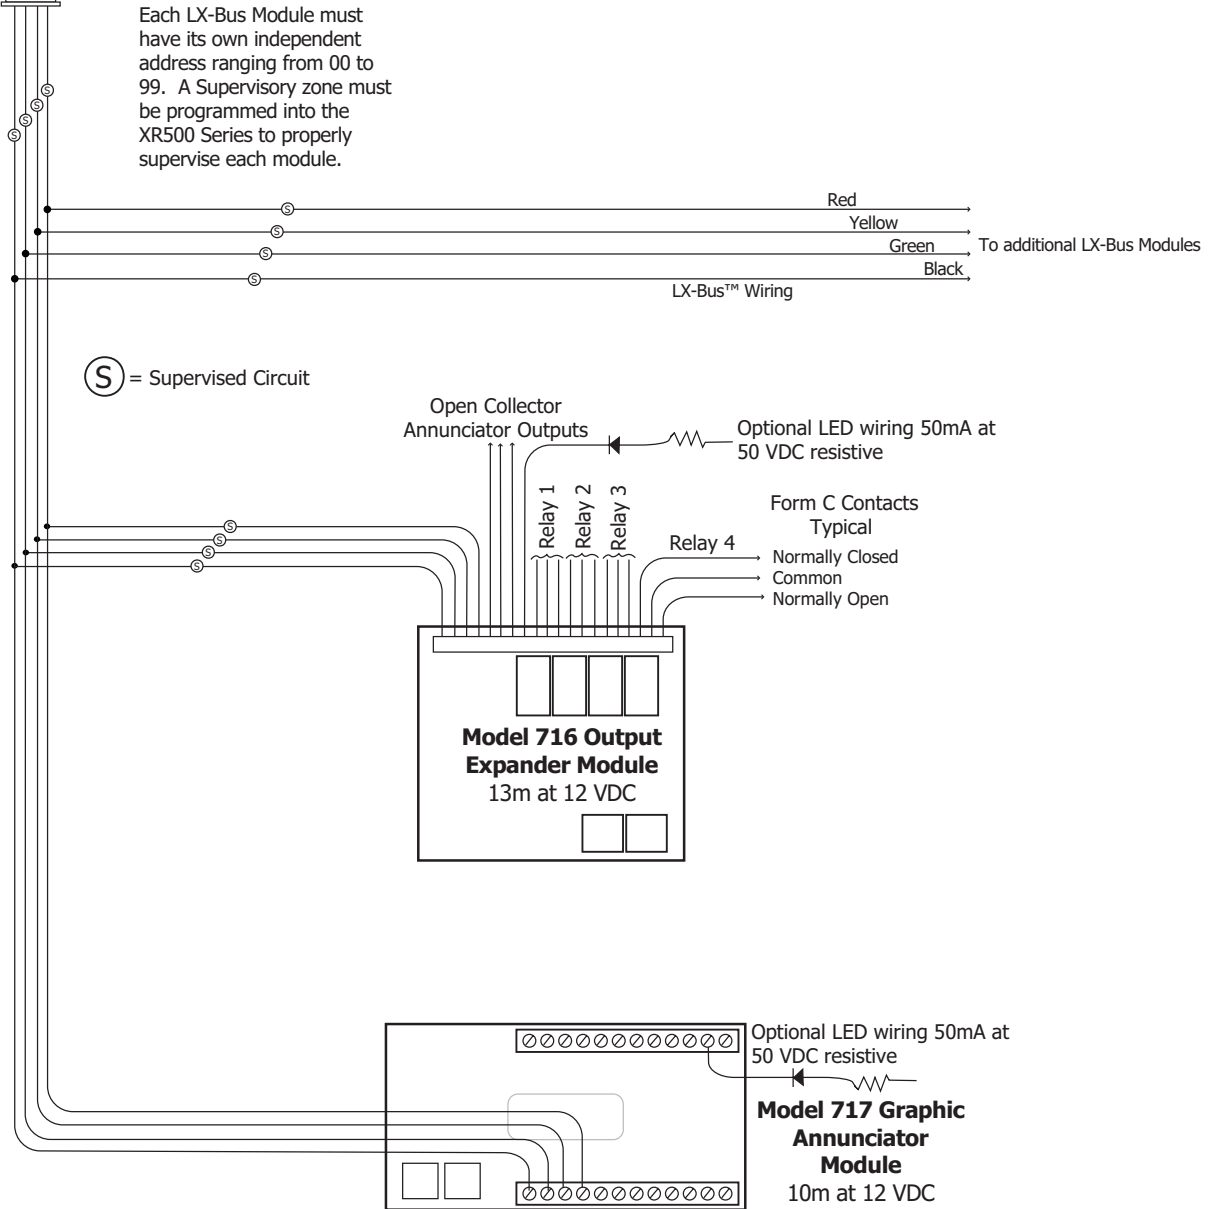 Each LX-Bus Module must
have its own independent
address ranging from 00 to
99. A Supervisory zone must
be programmed into the
XR500 Series to properly
supervise each module.
S
S
S
S
Red
S
Yellow
S
Green
S
To additional LX-Bus Modules
Black
S
LX-Bus™ Wiring
S = Supervised Circuit
Open Collector
Annunciator Outputs
Optional LED wiring 50mA at
50 VDC resistive
Relay 1
Relay 2
Relay 3
Form C Contacts
Typical
Relay 4
Normally Closed
Common
Normally Open
S
S
S
S
Model 716 Output
Expander Module
13m at 12 VDC
Optional LED wiring 50mA at
50 VDC resistive
Model 717 Graphic
Annunciator
Module
10m at 12 VDC